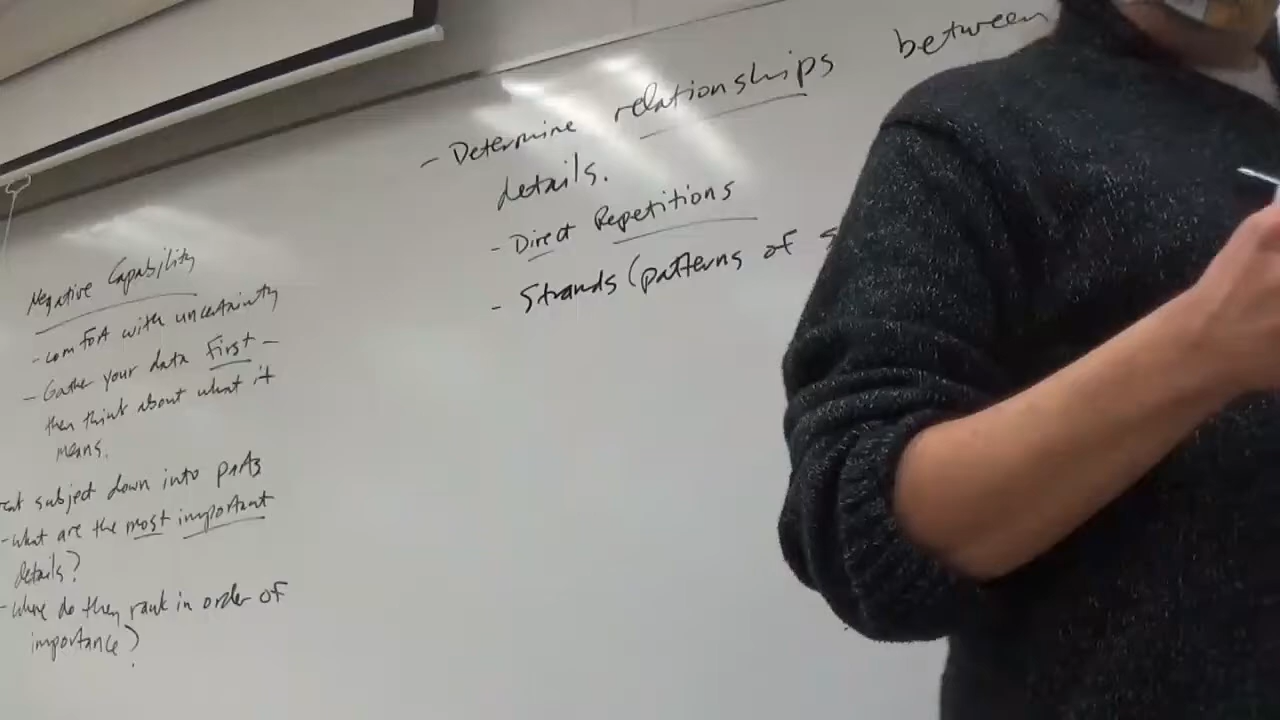 Negative Capability
- comfort with uncertainty
- Gather your data first -
then think about what it
means.
subject down into parts
- what are the most important
details?
- where do they rank in order of
importance?
- Determine relationships between
details.
- Direct Repetitions
- Strands (patterns of